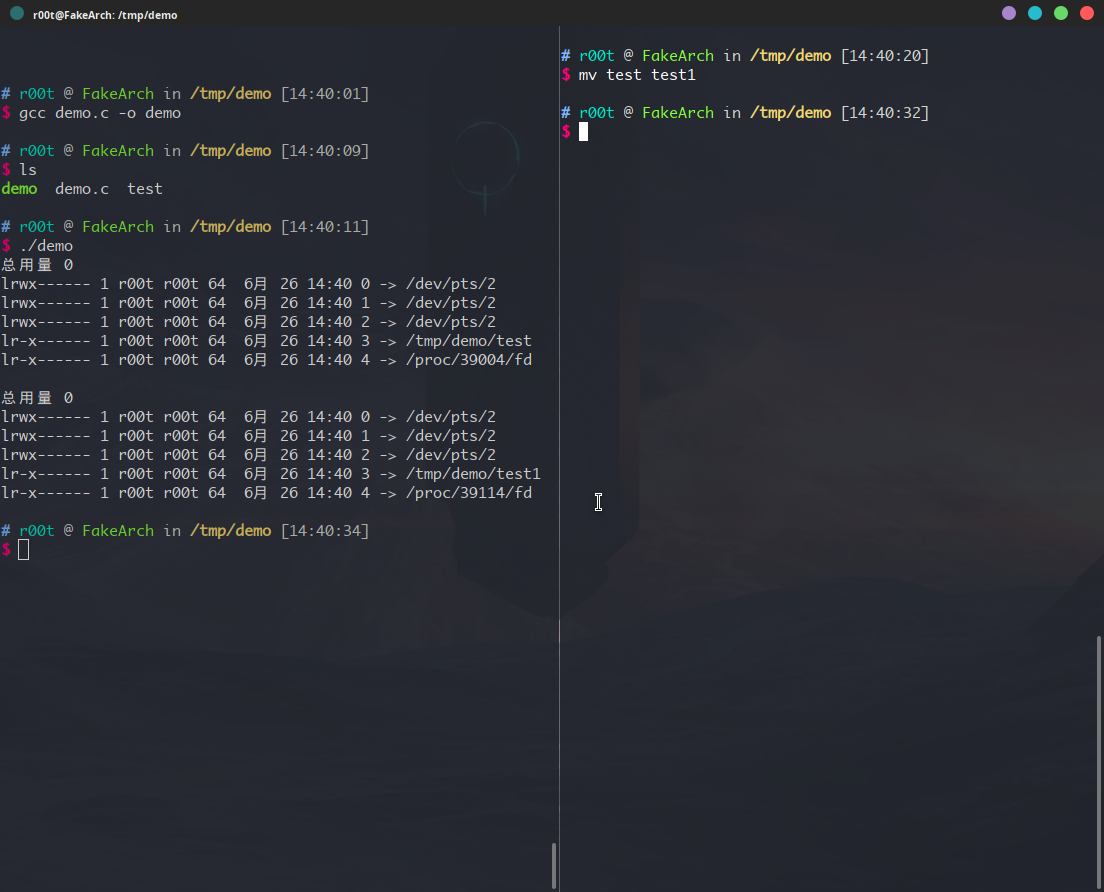 r00t@FakeArch: /tmp/demo
# r00t @ FakeArch in /tmp/demo [14:40:01]
$ gcc demo.c -o demo
# r00t @ FakeArch in /tmp/demo [14:40:09]
$ ls
demo  demo.c  test
# r00t @ FakeArch in /tmp/demo [14:40:11]
$ ./demo
总用量 0
lrwx------ 1 r00t r00t 64  6月  26 14:40 0 -> /dev/pts/2
lrwx------ 1 r00t r00t 64  6月  26 14:40 1 -> /dev/pts/2
lrwx------ 1 r00t r00t 64  6月  26 14:40 2 -> /dev/pts/2
lr-x------ 1 r00t r00t 64  6月  26 14:40 3 -> /tmp/demo/test
lr-x------ 1 r00t r00t 64  6月  26 14:40 4 -> /proc/39004/fd
总用量 0
lrwx------ 1 r00t r00t 64  6月  26 14:40 0 -> /dev/pts/2
lrwx------ 1 r00t r00t 64  6月  26 14:40 1 -> /dev/pts/2
lrwx------ 1 r00t r00t 64  6月  26 14:40 2 -> /dev/pts/2
lr-x------ 1 r00t r00t 64  6月  26 14:40 3 -> /tmp/demo/test1
lr-x------ 1 r00t r00t 64  6月  26 14:40 4 -> /proc/39114/fd
# r00t @ FakeArch in /tmp/demo [14:40:34]
$
# r00t @ FakeArch in /tmp/demo [14:40:20]
$ mv test test1
# r00t @ FakeArch in /tmp/demo [14:40:32]
$